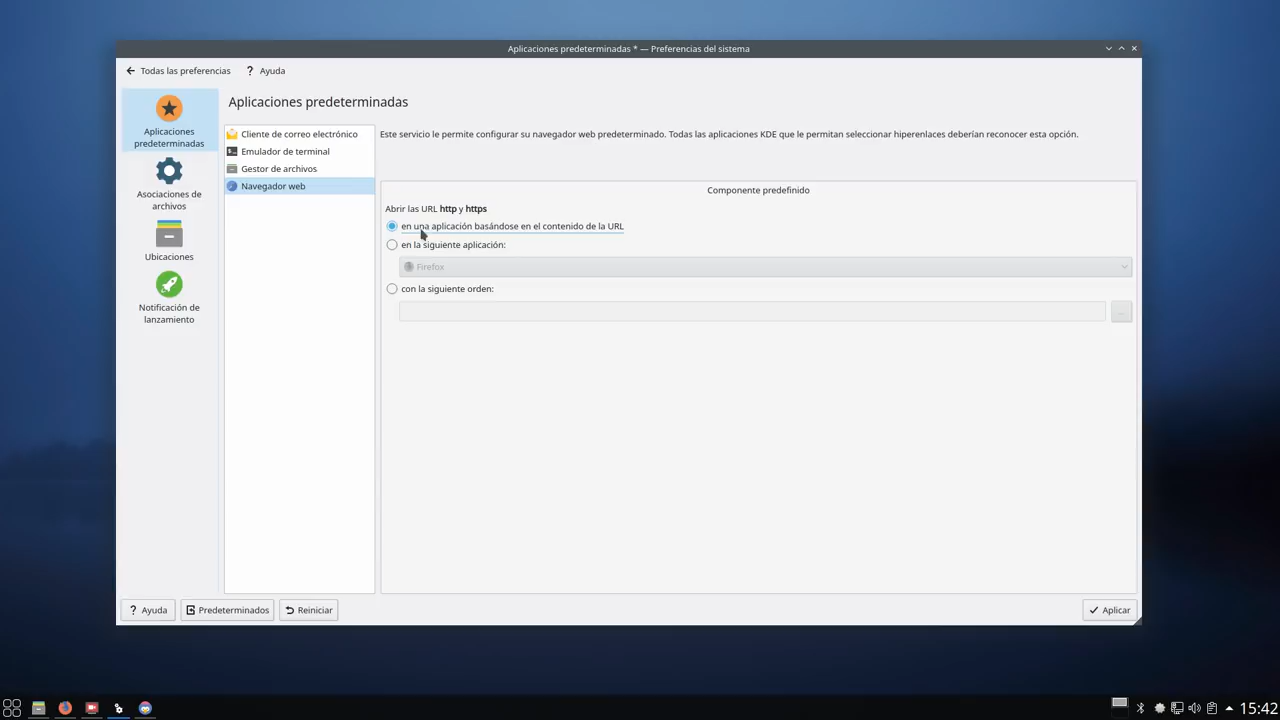 Aplicaciones predeterminadas * — Preferencias del sistema
Todas las preferencias
? Ayuda
Aplicaciones
predeterminadas
Asociaciones de
archivos
Ubicaciones
Notificación de
lanzamiento
Aplicaciones predeterminadas
Cliente de correo electrónico
Emulador de terminal
Gestor de archivos
Navegador web
Este servicio le permite configurar su navegador web predeterminado. Todas las aplicaciones KDE que le permitan seleccionar hiperenlaces deberían reconocer esta opción.
Componente predefinido
Abrir las URL http y https
en una aplicación basándose en el contenido de la URL
en la siguiente aplicación:
Firefox
con la siguiente orden:
...
? Ayuda
Predeterminados
Reiniciar
Aplicar
15:42